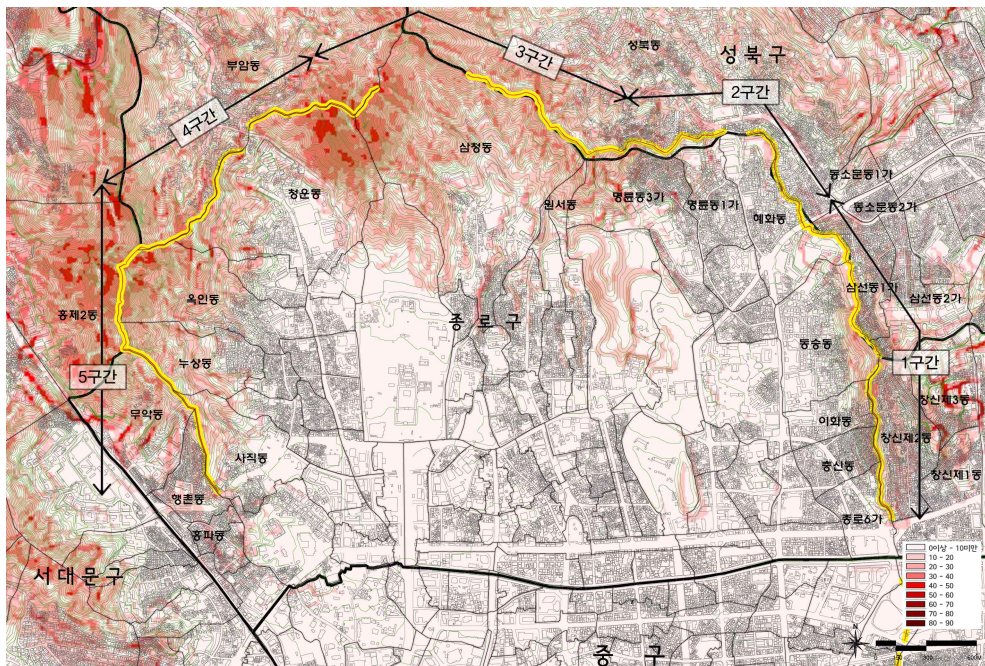 성북동
3구간
성북구
부암동
2구간
4구간
삼청동
동소문동1가
청운동
명륜동3가
원서동
명륜동1가
동소문동2가
혜화동
삼선동1가
옥인동
삼선동2가
홍제2동
종로구
동숭동
누상동
1구간
5구간
창신제3동
무악동
이화동
창신제2동
사직동
충신동
창신제1동
행촌동
종로6가
홍파동
서대문구
0이상 - 10미만
10 - 20
20 - 30
30 - 40
40 - 50
50 - 60
60 - 70
70 - 80
80 - 90
N
중구